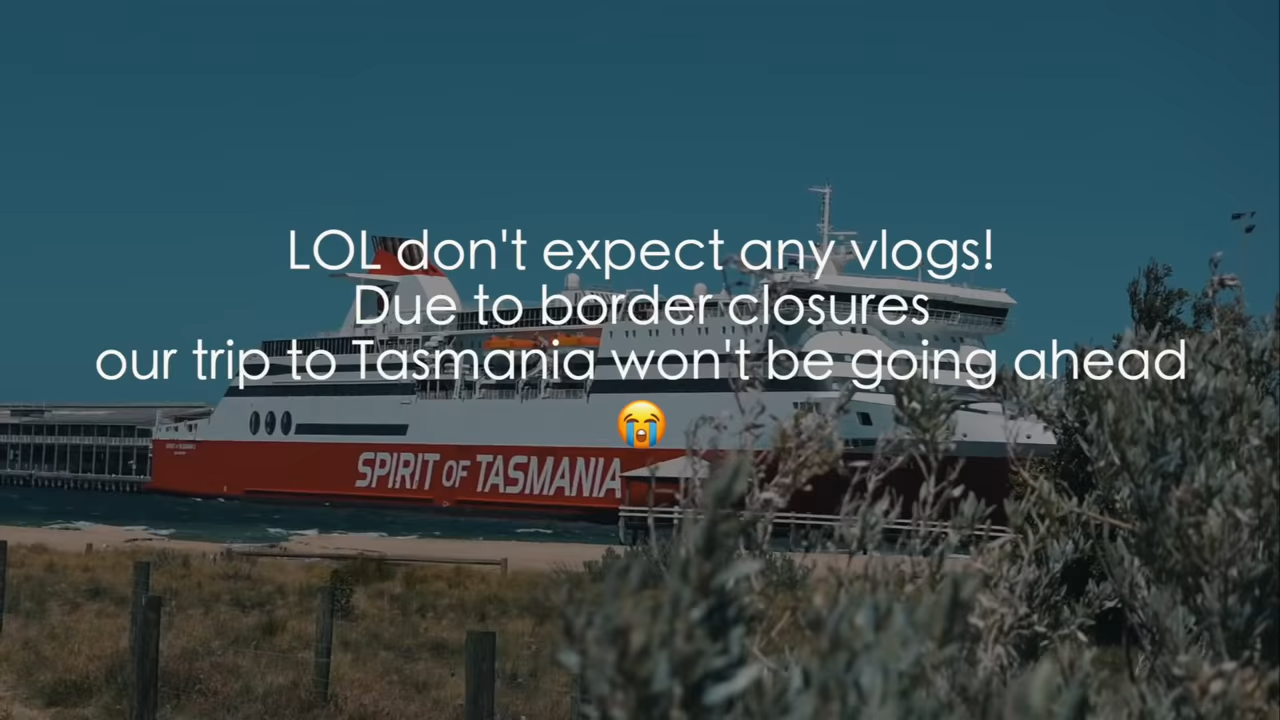 LOL don't expect any vlogs!
Due to border closures
our trip to Tasmania won't be going ahead
😭
SPIRIT OF TASMANIA